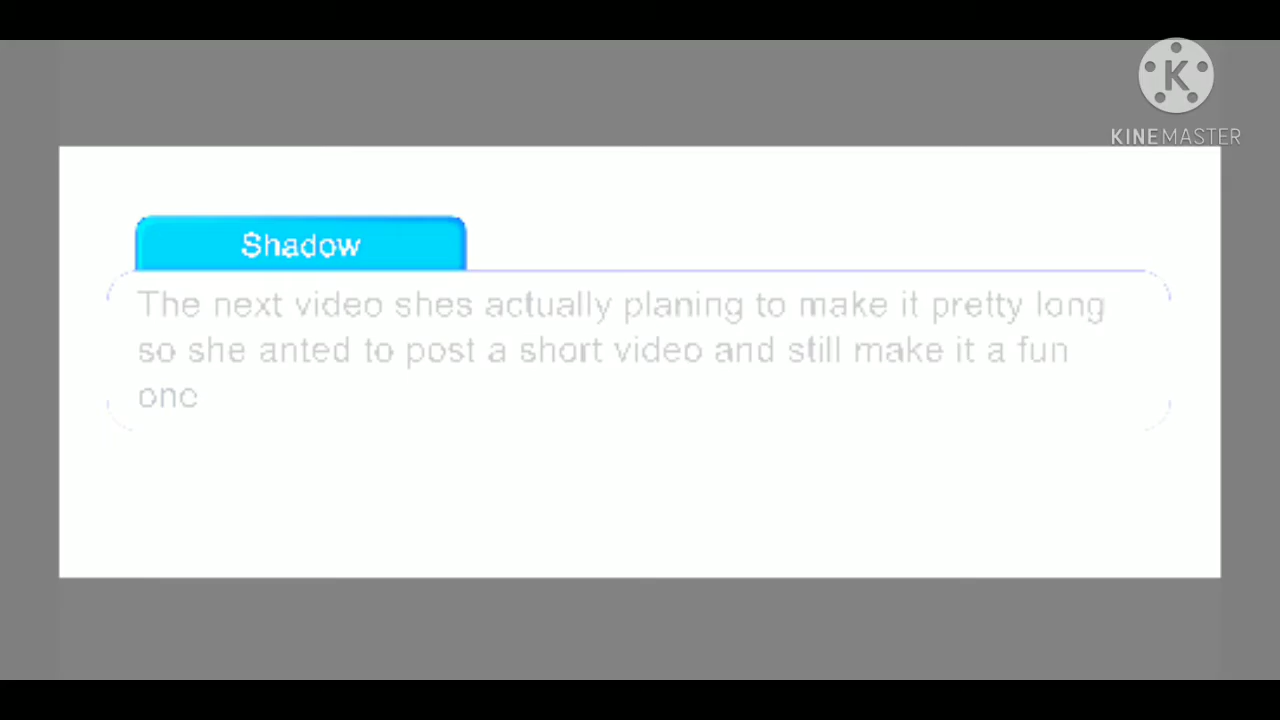 K
KINEMASTER
Shadow
The next video shes actually planing to make it pretty long
so she anted to post a short video and still make it a fun
one